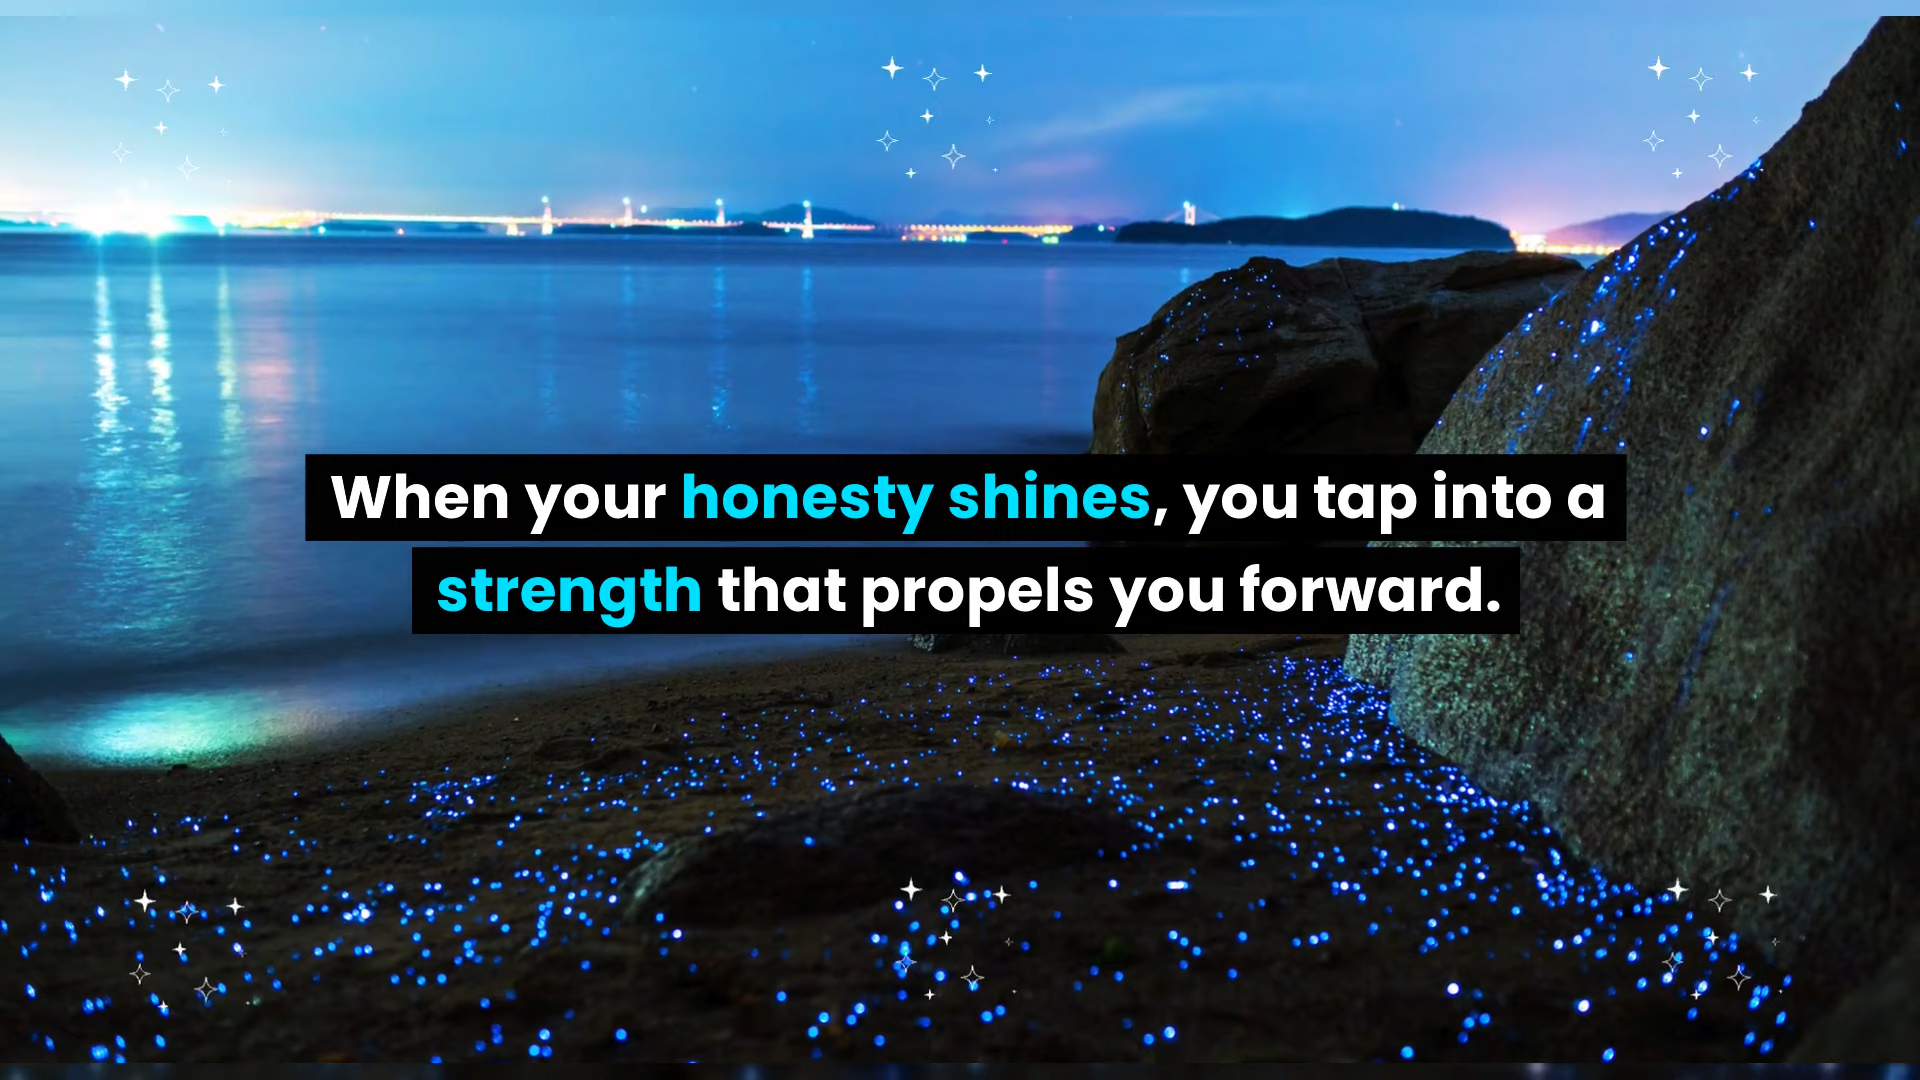 When your honesty shines, you tap into a
strength that propels you forward.